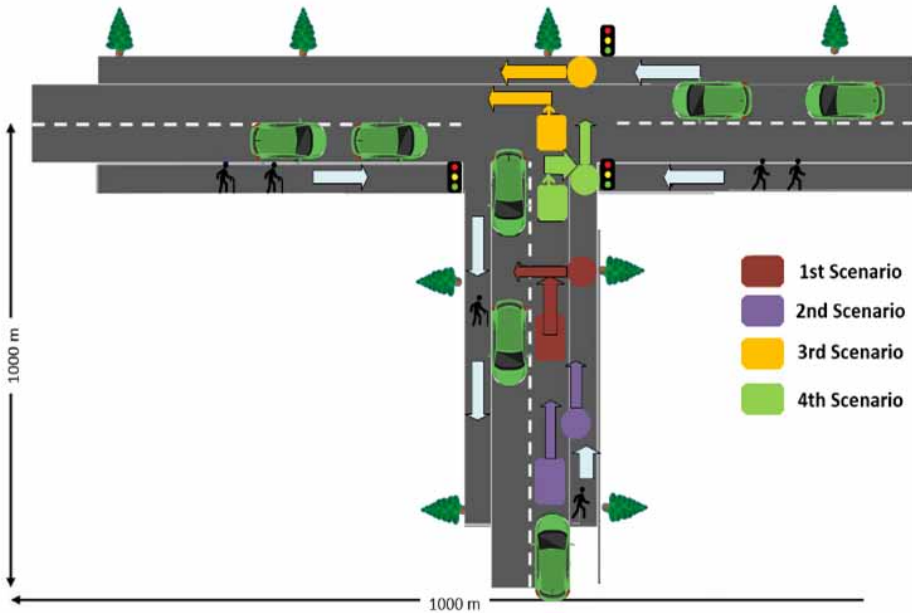 1st Scenario
2nd Scenario
3rd Scenario
4th Scenario
1000 m
1000 m